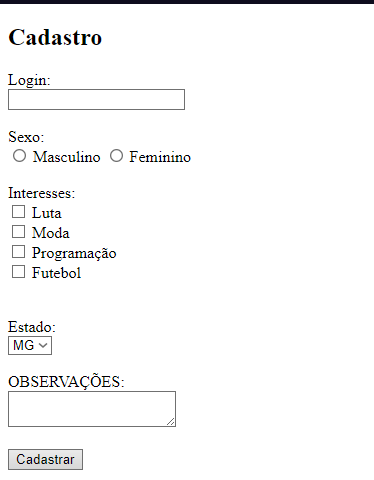 Cadastro
Login:
Sexo:
Masculino Feminino
Interesses:
Luta
Moda
Programação
Futebol
Estado:
MG
OBSERVAÇÕES:
Cadastrar